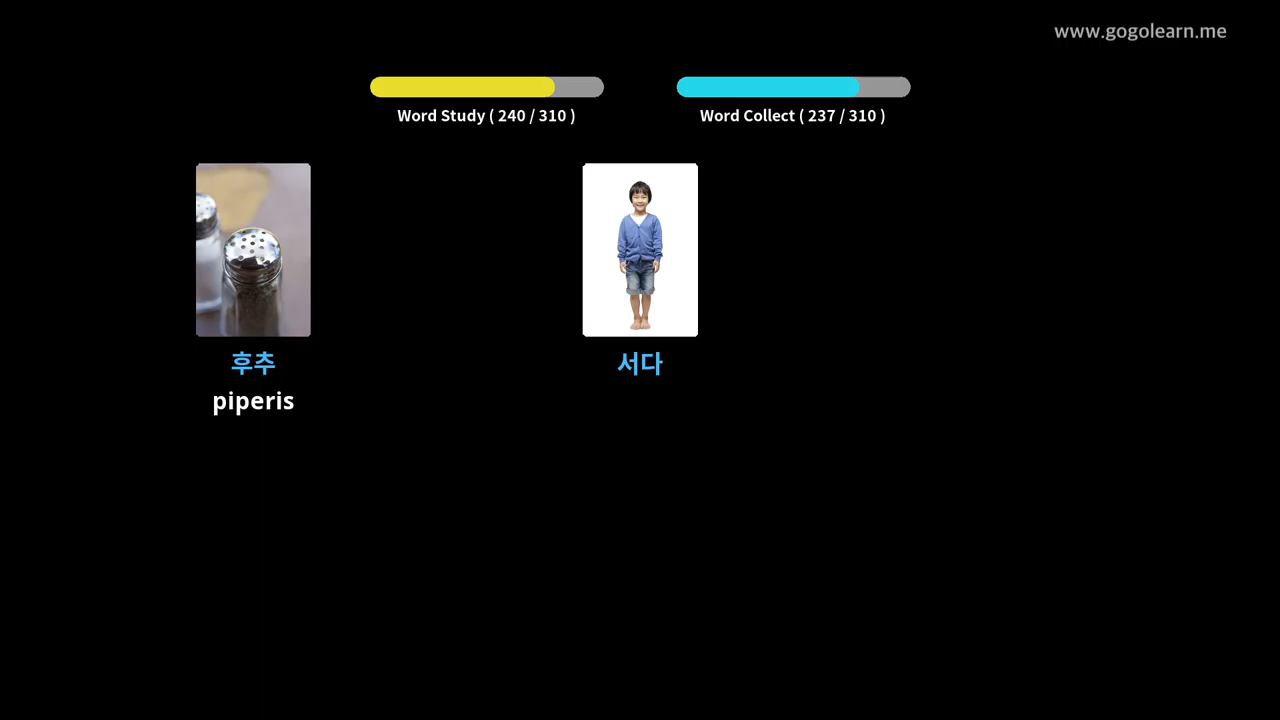 www.gogolearn.me
Word Study ( 240 / 310 )
Word Collect ( 237 / 310 )
후추
piperis
서다